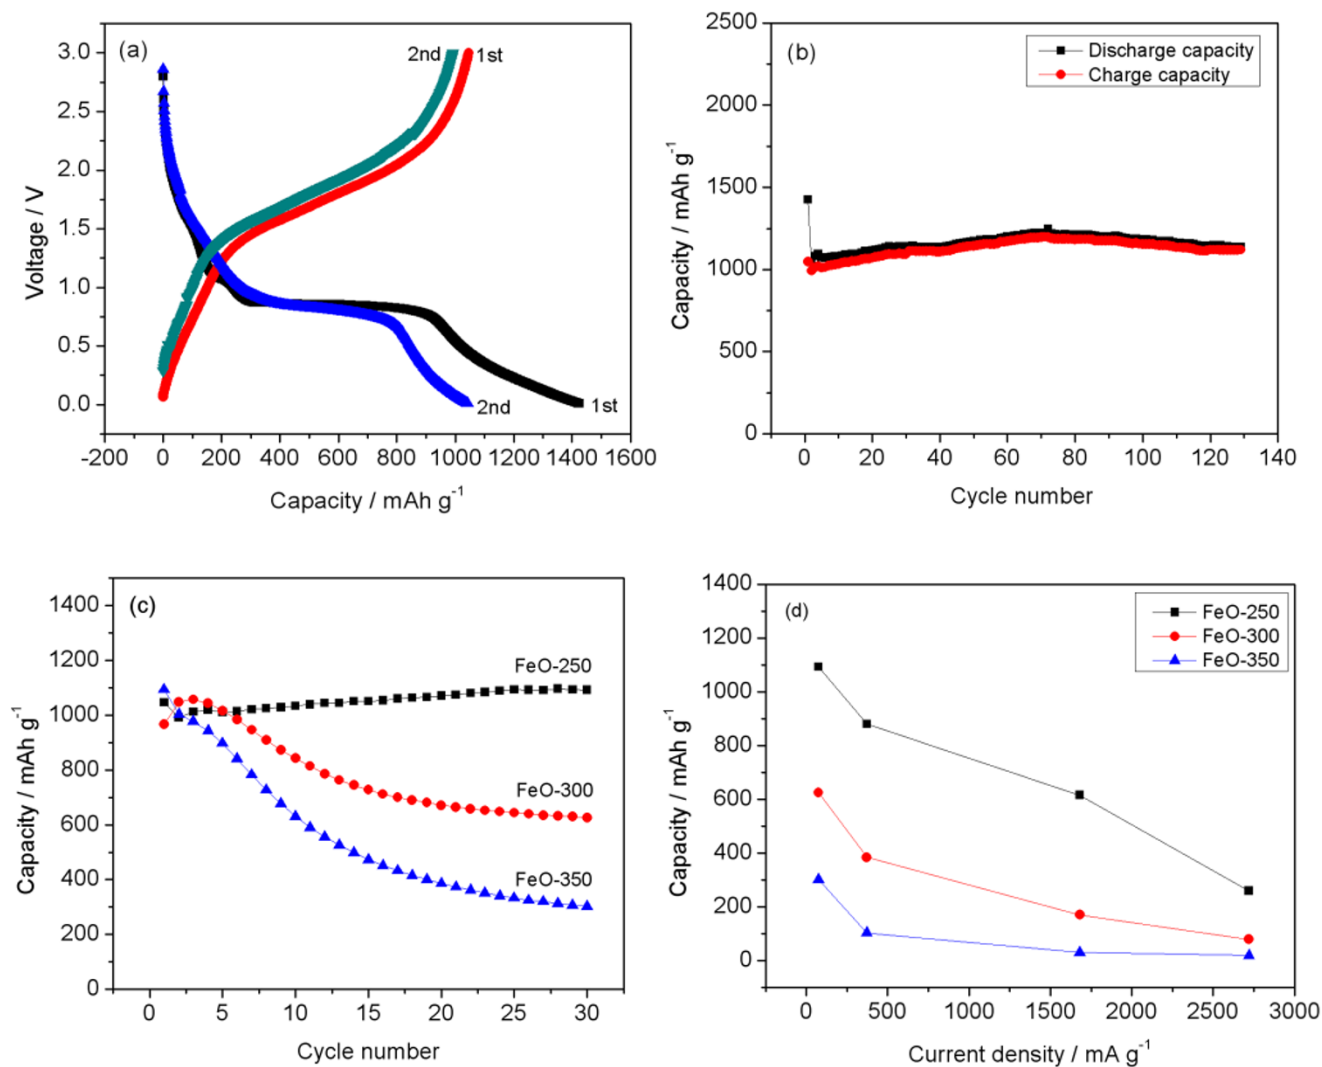 (a)
2nd
1st
3.0
2.5
2.0
1.5
1.0
0.5
0.0
Voltage / V
2nd
1st
-200 0 200 400 600 800 1000 1200 1400 1600
Capacity / mAh g⁻¹
(b)
Discharge capacity
Charge capacity
2500
2000
1500
1000
500
0
Capacity / mAh g⁻¹
0 20 40 60 80 100 120 140
Cycle number
(c)
1400
1200
1000
800
600
400
200
0
Capacity / mAh g⁻¹
FeO-250
FeO-300
FeO-350
0 5 10 15 20 25 30
Cycle number
(d)
FeO-250
FeO-300
FeO-350
1400
1200
1000
800
600
400
200
0
Capacity / mAh g⁻¹
0 500 1000 1500 2000 2500 3000
Current density / mA g⁻¹